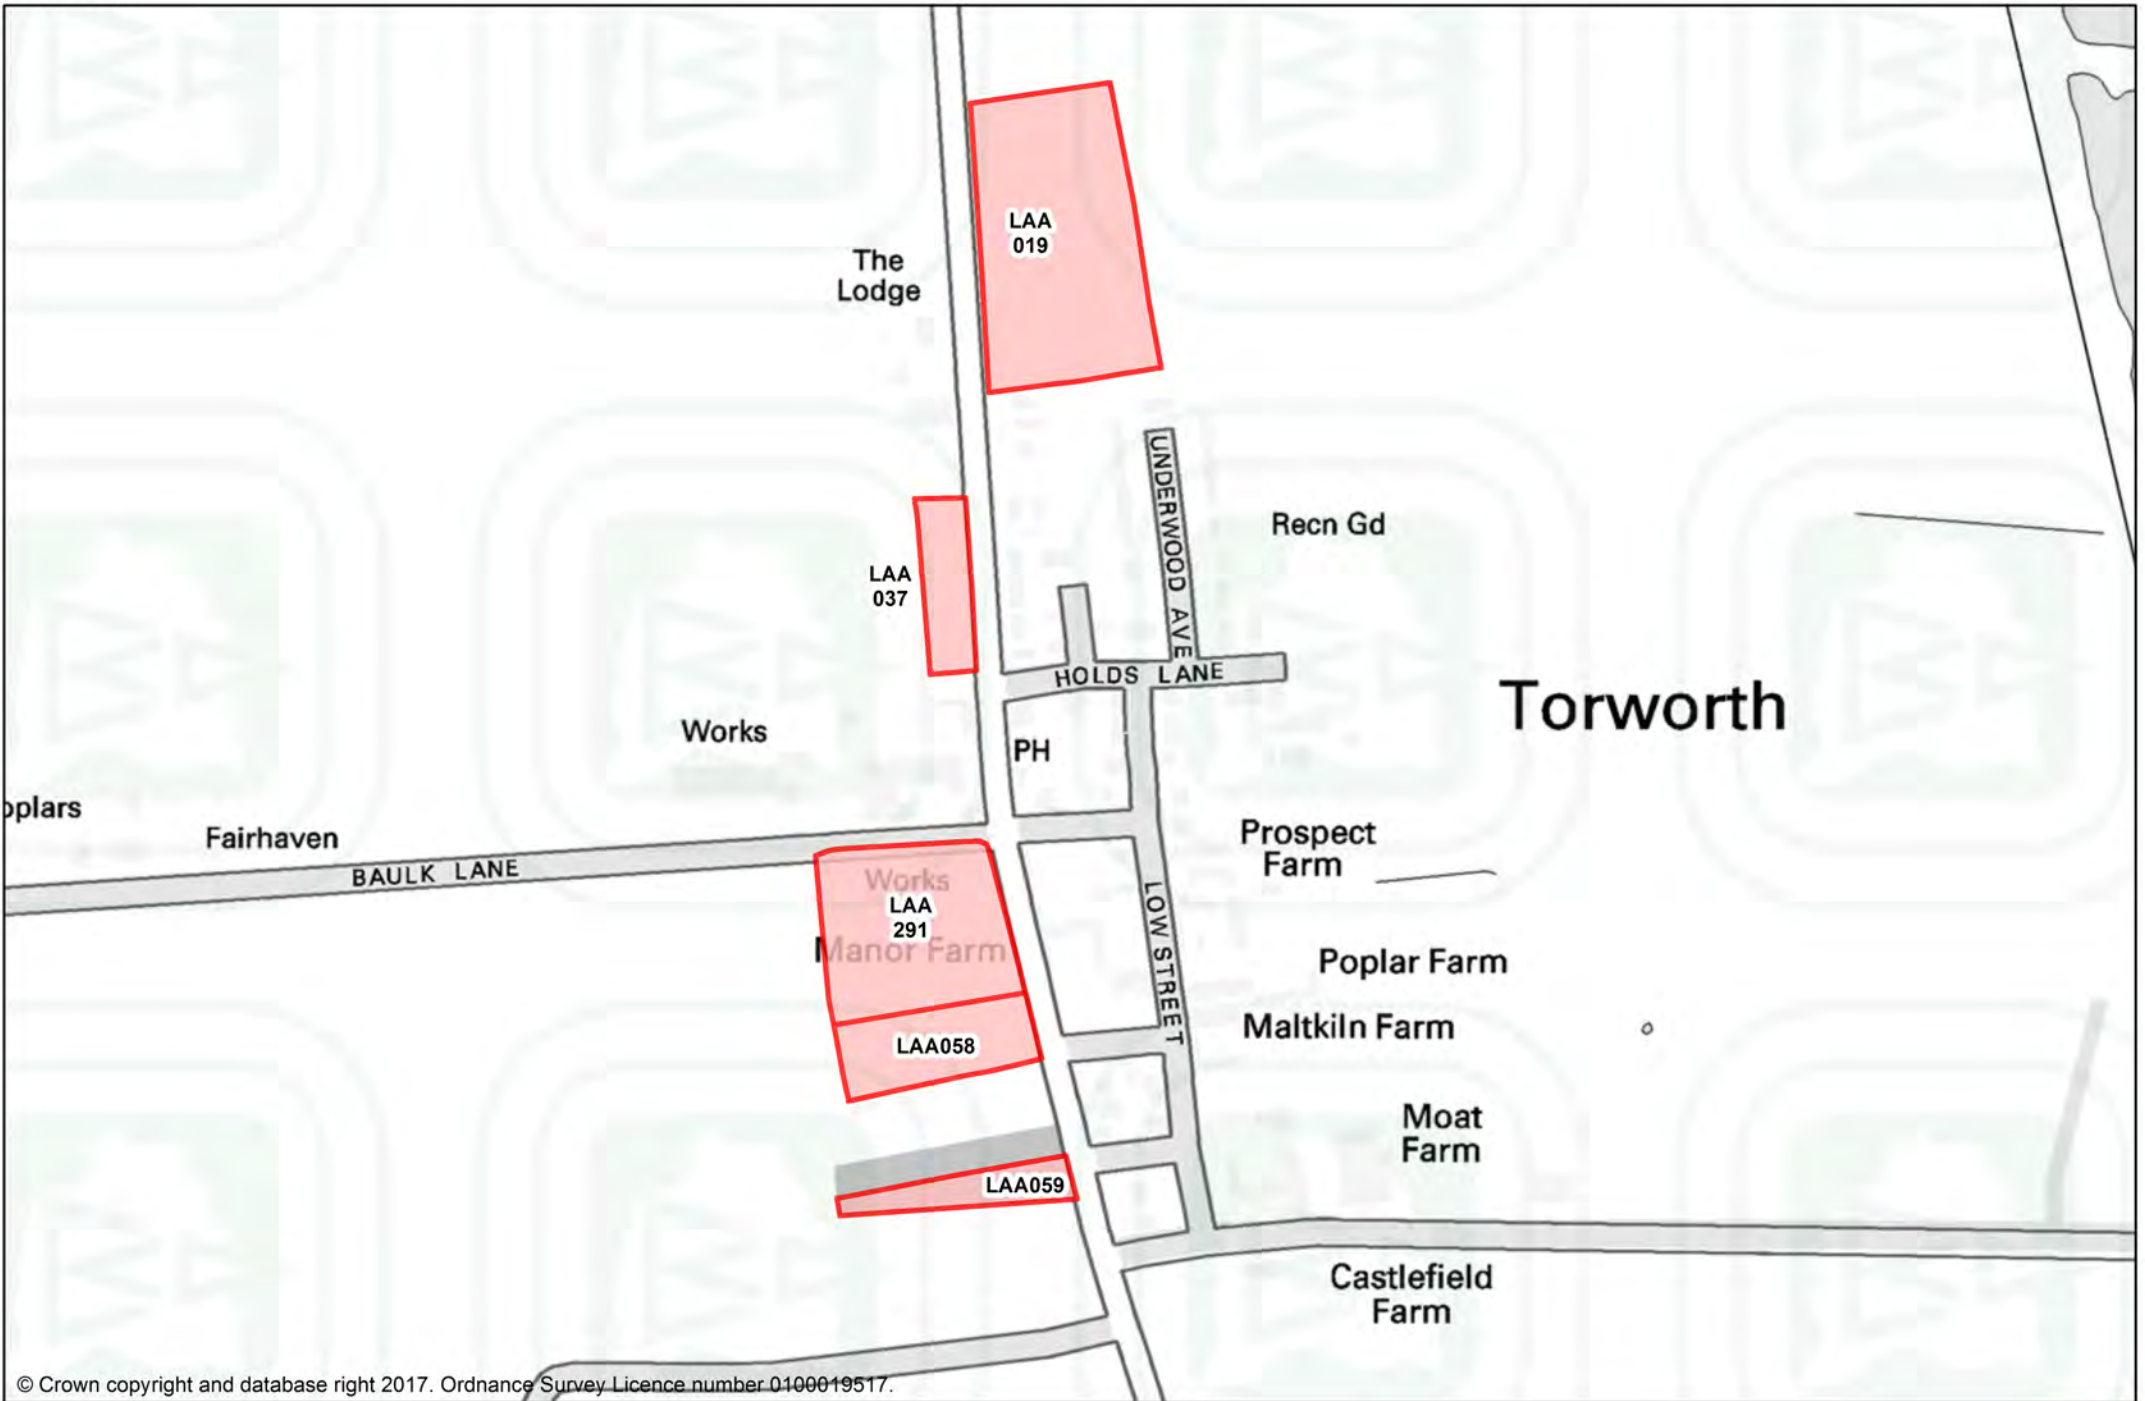 LAA
019
The
Lodge
UNDERWOOD AVE
Recn Gd
LAA
037
HOLDS LANE
Torworth
Works
PH
oplars
Fairhaven
BAULK LANE
Prospect
Farm
Works
LAA
291
Manor Farm
LOW STREET
Poplar Farm
Maltkiln Farm
LAA058
Moat
Farm
LAA059
Castlefield
Farm
© Crown copyright and database right 2017. Ordnance Survey Licence number 0100019517.